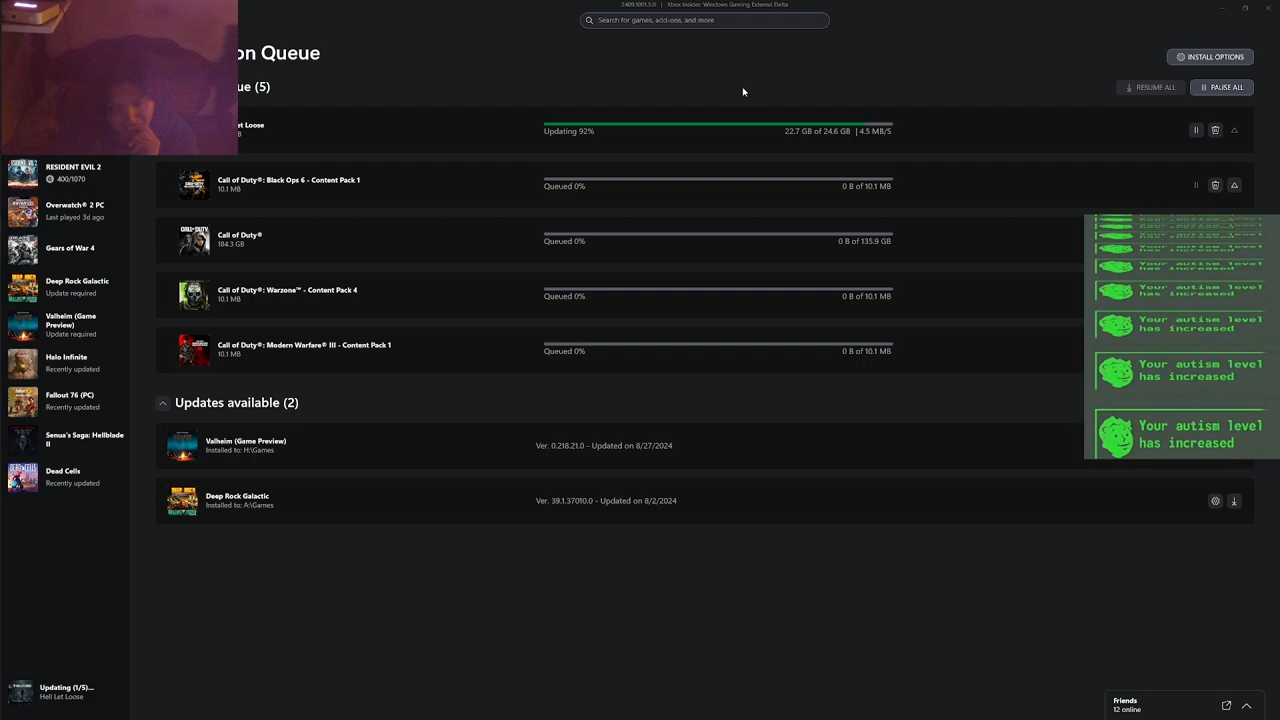 2409.1001.5.0 | Xbox Insider: Windows Gaming External Delta
Search for games, add-ons, and more
on Queue
INSTALL OPTIONS
ue (5)
RESUME ALL
PAUSE ALL
Let Loose
B
Updating 92%
22.7 GB of 24.6 GB | 4.5 MB/S
RESIDENT EVIL 2
400/1070
Overwatch® 2 PC
Last played 3d ago
Gears of War 4
Deep Rock Galactic
Update required
Valheim (Game
Preview)
Update required
Halo Infinite
Recently updated
Fallout 76 (PC)
Recently updated
Senua's Saga: Hellblade
II
Dead Cells
Recently updated
Call of Duty®: Black Ops 6 - Content Pack 1
10.1 MB
Queued 0%
0 B of 10.1 MB
Call of Duty®
184.3 GB
Queued 0%
0 B of 135.9 GB
Call of Duty®: Warzone™ - Content Pack 4
10.1 MB
Queued 0%
0 B of 10.1 MB
Call of Duty®: Modern Warfare® III - Content Pack 1
10.1 MB
Queued 0%
0 B of 10.1 MB
Updates available (2)
Valheim (Game Preview)
Installed to: H:\Games
Ver. 0.218.21.0 - Updated on 8/27/2024
Deep Rock Galactic
Installed to: A:\Games
Ver. 39.1.37010.0 - Updated on 8/2/2024
Your autism level
has increased
Your autism level
has increased
Your autism level
has increased
Your autism level
has increased
Your autism level
has increased
Updating (1/5)...
Hell Let Loose
Friends
12 online